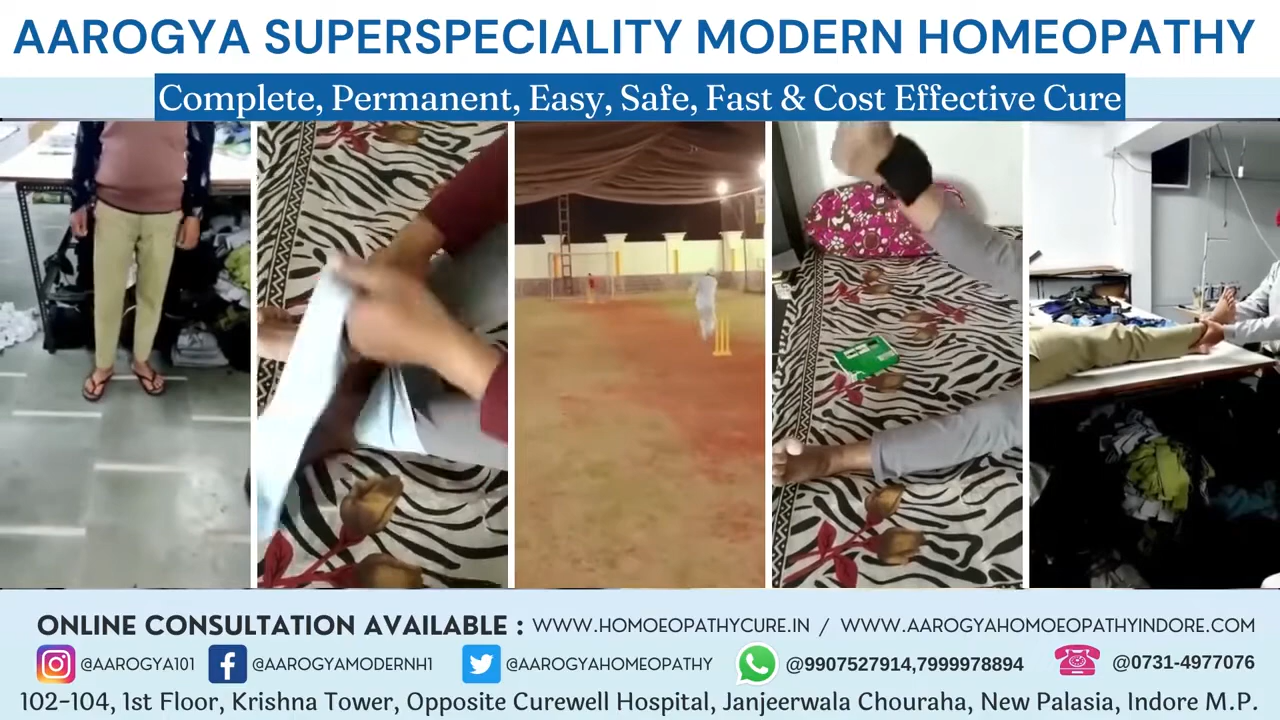 AAROGYA SUPERSPECIALITY MODERN HOMEOPATHY
Complete, Permanent, Easy, Safe, Fast & Cost Effective Cure
ONLINE CONSULTATION AVAILABLE : WWW.HOMOEOPATHYCURE.IN / WWW.AAROGYAHOMOEOPATHYINDORE.COM
@AAROGYA101 @AAROGYAMODERNH1 @AAROGYAHOMEOPATHY @9907527914,7999978894 @0731-4977076
102-104, 1st Floor, Krishna Tower, Opposite Curewell Hospital, Janjeerwala Chouraha, New Palasia, Indore M.P.